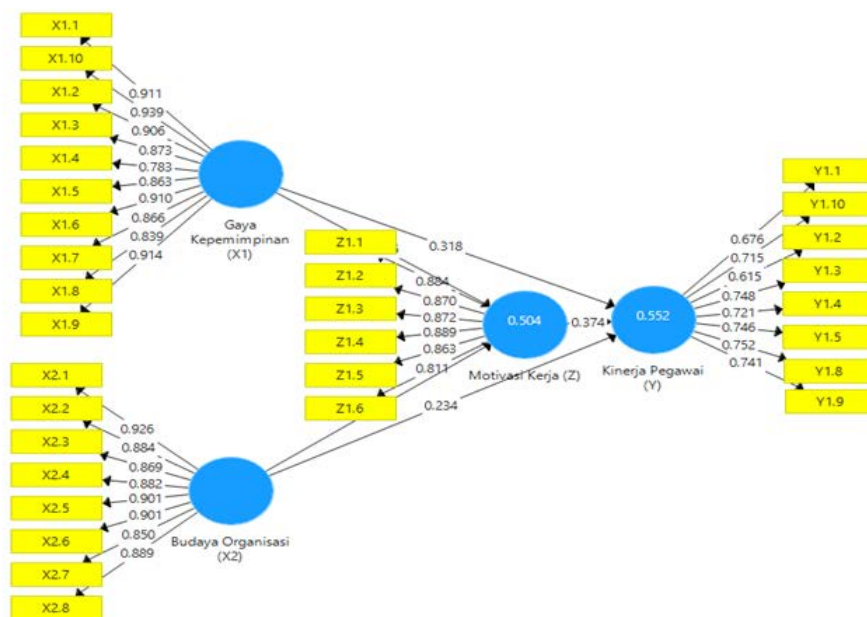 X1.1
X1.10
X1.2
X1.3
X1.4
X1.5
X1.6
X1.7
X1.8
X1.9
0.911
0.939
0.906
0.873
0.783
0.863
0.910
0.866
0.839
0.914
Gaya
Kepemimpinan
(X1)
X2.1
X2.2
X2.3
X2.4
X2.5
X2.6
X2.7
X2.8
0.926
0.884
0.869
0.882
0.901
0.901
0.850
0.889
Budaya Organisasi
(X2)
Z1.1
Z1.2
Z1.3
Z1.4
Z1.5
Z1.6
0.884
0.870
0.872
0.889
0.863
0.811
0.504
Motivasi Kerja (Z)
0.318
0.374
0.234
0.552
Kinerja Pegawai
(Y)
0.676
0.715
0.615
0.748
0.721
0.746
0.752
0.741
Y1.1
Y1.10
Y1.2
Y1.3
Y1.4
Y1.5
Y1.8
Y1.9